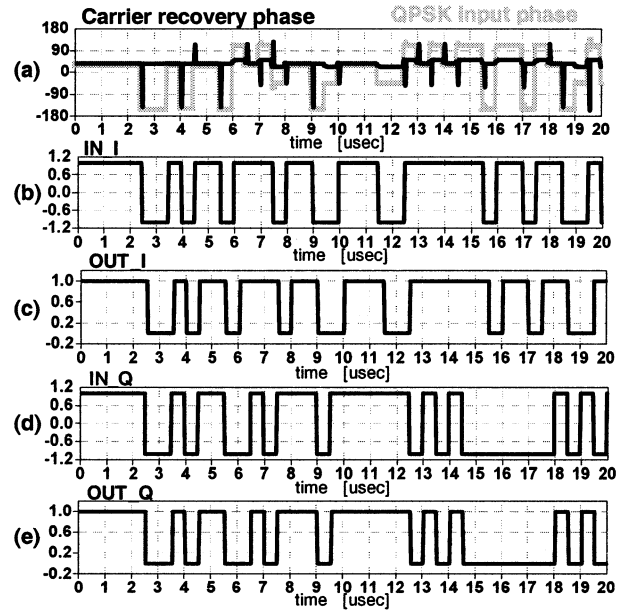 Carrier recovery phase QPSK input phase
180
90
(a) 0
-90
-180
0 1 2 3 4 5 6 7 8 9 10 11 12 13 14 15 16 17 18 19 20
time [usec]
IN_I
1.2
0.6
(b) 0.0
-0.6
-1.2
0 1 2 3 4 5 6 7 8 9 10 11 12 13 14 15 16 17 18 19 20
time [usec]
OUT_I
1.0
(c) 0.6
0.2
-0.2
0 1 2 3 4 5 6 7 8 9 10 11 12 13 14 15 16 17 18 19 20
time [usec]
IN_Q
1.2
0.6
(d) 0.0
-0.6
-1.2
0 1 2 3 4 5 6 7 8 9 10 11 12 13 14 15 16 17 18 19 20
time [usec]
OUT_Q
1.0
(e) 0.6
0.2
-0.2
0 1 2 3 4 5 6 7 8 9 10 11 12 13 14 15 16 17 18 19 20
time [usec]